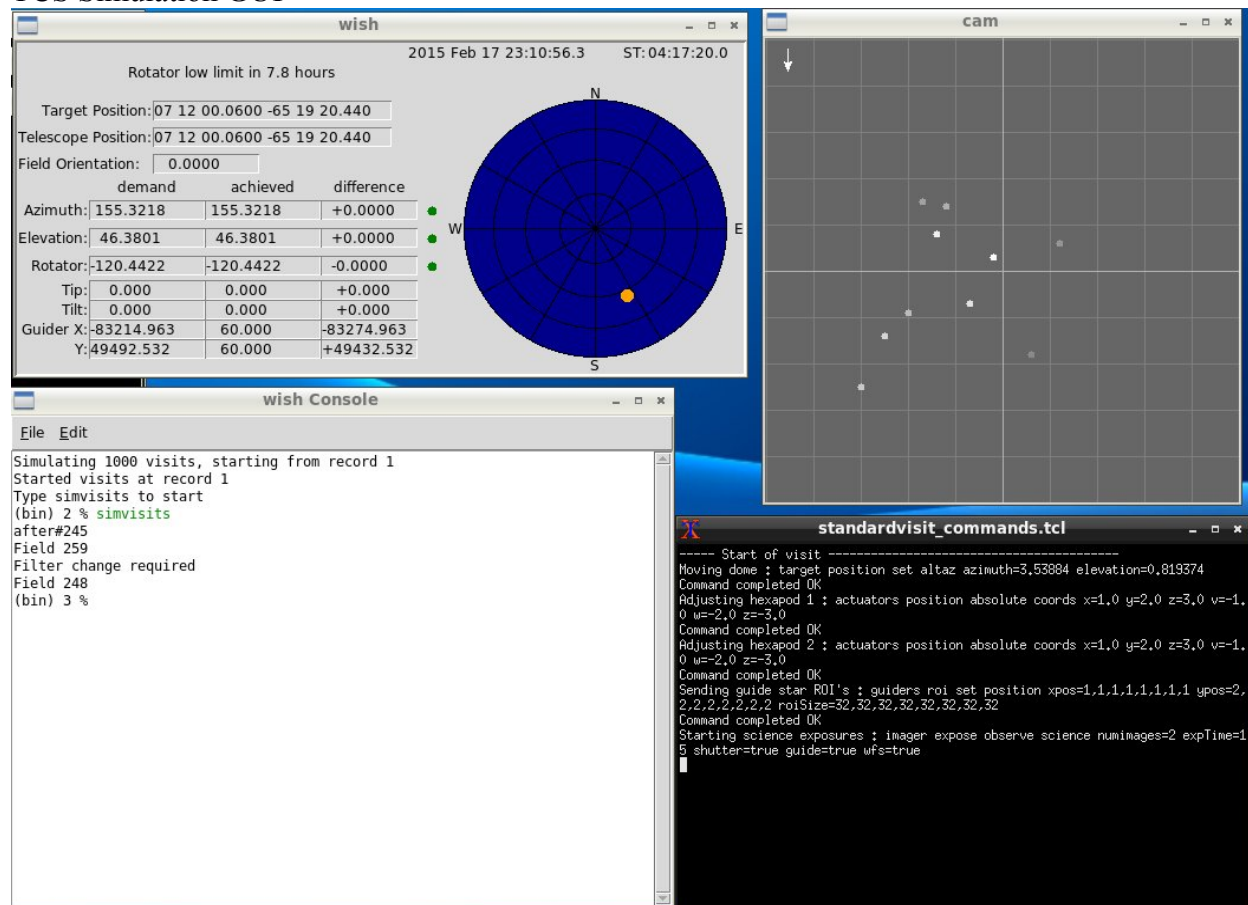 wish
2015 Feb 17 23:10:56.3 ST:04:17:20.0
Rotator low limit in 7.8 hours
Target Position: 07 12 00.0600 -65 19 20.440
Telescope Position: 07 12 00.0600 -65 19 20.440
Field Orientation: 0.0000
demand achieved difference
Azimuth: 155.3218 155.3218 +0.0000
Elevation: 46.3801 46.3801 +0.0000
Rotator: -120.4422 -120.4422 -0.0000
Tip: 0.000 0.000 +0.000
Tilt: 0.000 0.000 +0.000
Guider X: -83214.963 60.000 -83274.963
Y: 49492.532 60.000 +49432.532
N
W
E
S
cam
wish Console
File Edit
Simulating 1000 visits, starting from record 1
Started visits at record 1
Type simvisits to start
(bin) 2 % simvisits
after#245
Field 259
Filter change required
Field 248
(bin) 3 %
standardvisit_commands.tcl
----- Start of visit -----------------------------------------
Moving dome : target position set altaz azimuth=3.53884 elevation=0.819374
Command completed OK
Adjusting hexapod 1 : actuators position absolute coords x=1.0 y=2.0 z=3.0 v=-1.
0 w=-2.0 z=-3.0
Command completed OK
Adjusting hexapod 2 : actuators position absolute coords x=1.0 y=2.0 z=3.0 v=-1.
0 w=-2.0 z=-3.0
Command completed OK
Sending guide star ROI's : guiders roi set position xpos=1,1,1,1,1,1,1,1 ypos=2,
2,2,2,2,2,2,2 roiSize=32,32,32,32,32,32,32,32
Command completed OK
Starting science exposures : imager expose observe science numimages=2 expTime=1
5 shutter=true guide=true wfs=true